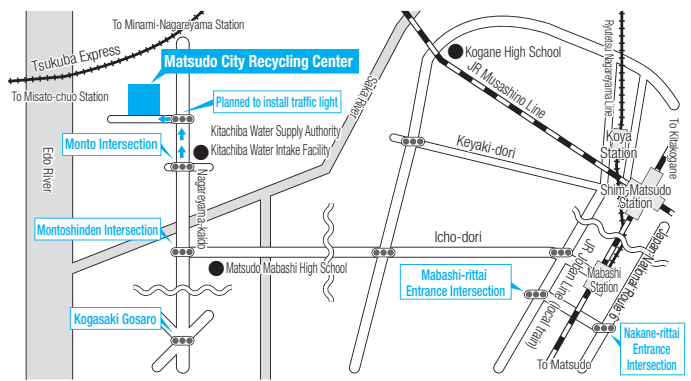 To Minami-Nagareyama Station
Tsukuba Express
To Misato-chuo Station
Matsudo City Recycling Center
Planned to install traffic light
Kitachiba Water Supply Authority
Kitachiba Water Intake Facility
Monto Intersection
Edo River
Nagareyama-kaido
Saka River
Montoshinden Intersection
Matsudo Mabashi High School
Kogasaki Gosaro
Kogane High School
JR Musashino Line
Ryutetsu Nagareyama Line
Keyaki-dori
Koya
Station
To Kitakogane
Shim-Matsudo
Station
Icho-dori
Mabashi-rittai
Entrance Intersection
JR Joban Line (local train)
Mabashi
Station
Japan National Route 6
Nakane-rittai
Entrance
Intersection
To Matsudo